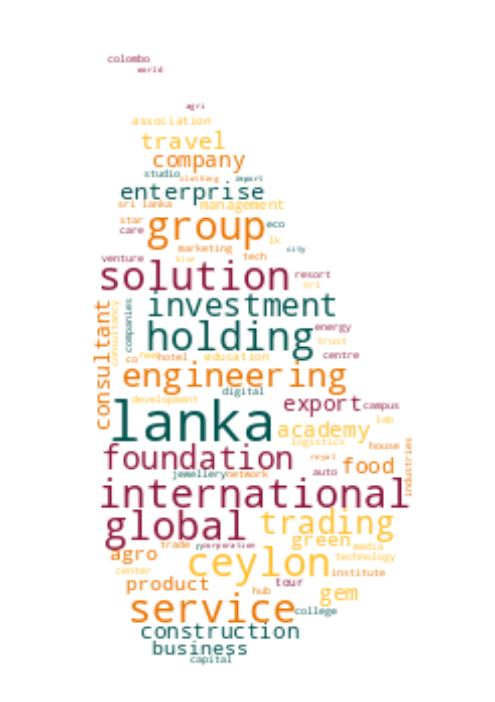 colombo
world
agri
association
travel
company
studio
clothing
import
enterprise
sri lanka
management
star
group
eco
care
lk
marketing
city
tech
venture
blue
solution
resort
sri
investment
consultant
consultancy
companies
holding
energy
trust
co
new
hotel
education
centre
engineering
digital
development
export
campus
lanka
academy
lab
logistics
house
foundation
royal
food
industries
auto
jewellery
network
international
global
trading
green
trade
corporation
media
agro
ceylon
technology
center
institute
product
tour
hub
gem
service
college
construction
business
capital